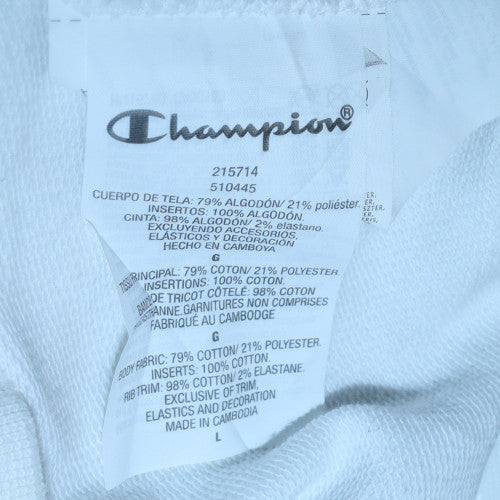 Champion®
215714
510445
CUERPO DE TELA: 79% ALGODÓN/ 21% poliéster.
INSERTOS: 100% ALGODÓN.
CINTA: 98% ALGODÓN/ 2% elastano.
EXCLUYENDO ACCESORIOS,
ELÁSTICOS Y DECORACIÓN
HECHO EN CAMBOYA
G
TISSU PRINCIPAL: 79% COTON/ 21% POLYESTER.
INSERTIONS: 100% COTON.
BANDE DE TRICOT CÔTELÉ: 98% COTON
GARNITURES NON COMPRISES
FABRIQUÉ AU CAMBODGE
G
BODY FABRIC: 79% COTTON/ 21% POLYESTER.
INSERTS: 100% COTTON.
RIB TRIM: 98% COTTON/ 2% ELASTANE.
EXCLUSIVE OF TRIM,
ELASTICS AND DECORATION
MADE IN CAMBODIA
L